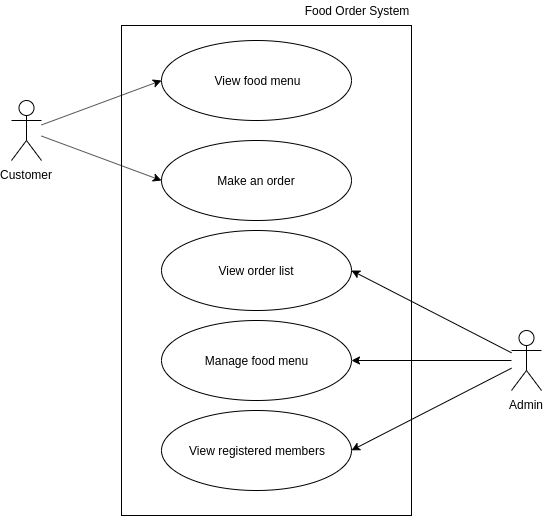 Food Order System
View food menu
Customer
Make an order
View order list
Manage food menu
Admin
View registered members